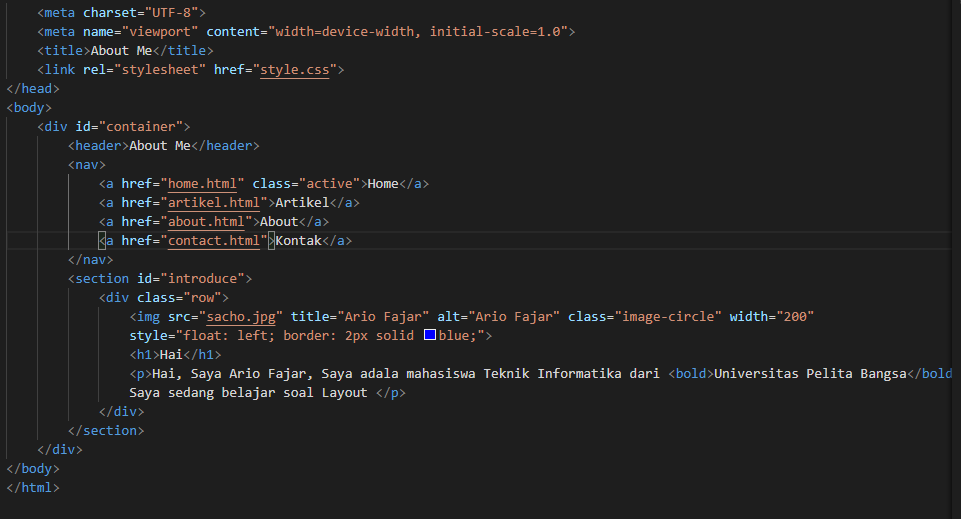 <meta charset="UTF-8">
<meta name="viewport" content="width=device-width, initial-scale=1.0">
<title>About Me</title>
<link rel="stylesheet" href="style.css">
</head>
<body>
<div id="container">
<header>About Me</header>
<nav>
<a href="home.html" class="active">Home</a>
<a href="artikel.html">Artikel</a>
<a href="about.html">About</a>
<a href="contact.html">Kontak</a>
</nav>
<section id="introduce">
<div class="row">
<img src="sacho.jpg" title="Ario Fajar" alt="Ario Fajar" class="image-circle" width="200"
style="float: left; border: 2px solid blue;">
<h1>Hai</h1>
<p>Hai, Saya Ario Fajar, Saya adala mahasiswa Teknik Informatika dari <bold>Universitas Pelita Bangsa</bold
Saya sedang belajar soal Layout </p>
</div>
</section>
</div>
</body>
</html>